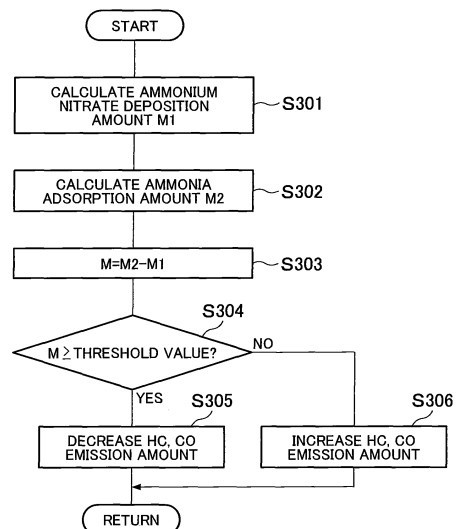 START
CALCULATE AMMONIUM
NITRATE DEPOSITION
AMOUNT M1
S301
CALCULATE AMMONIA
ADSORPTION AMOUNT M2
S302
M=M2-M1
S303
S304
M≥THRESHOLD VALUE?
NO
YES
S305
DECREASE HC, CO
EMISSION AMOUNT
S306
INCREASE HC, CO
EMISSION AMOUNT
RETURN